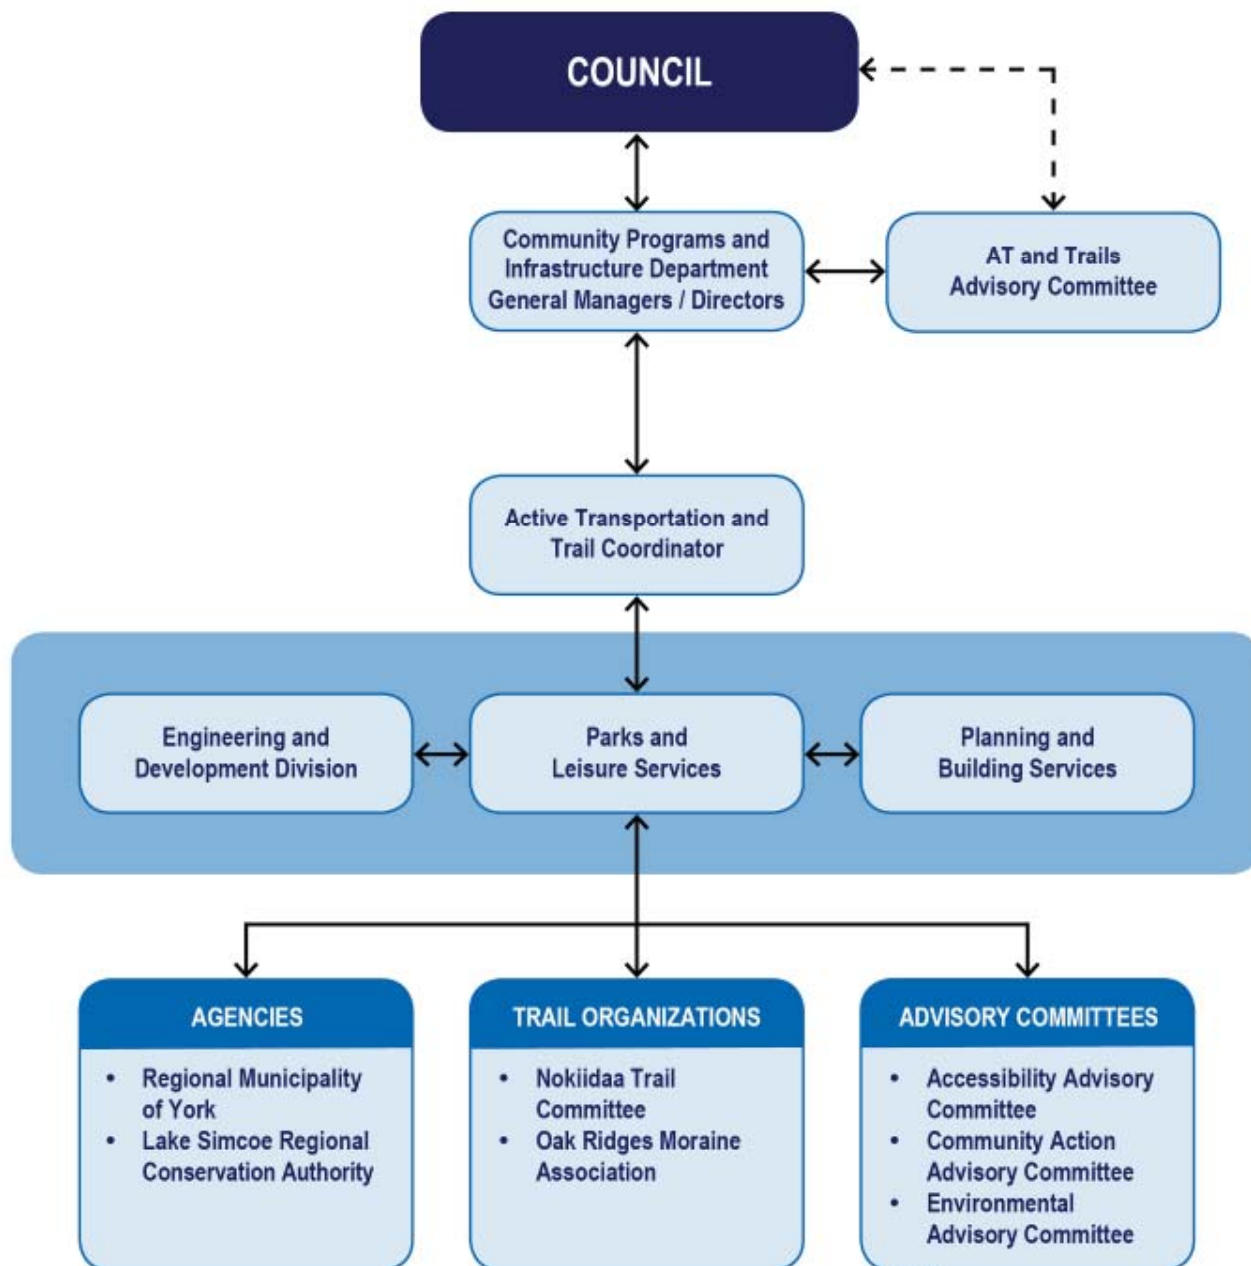 COUNCIL
Community Programs and
Infrastructure Department
General Managers / Directors
AT and Trails
Advisory Committee
Active Transportation and
Trail Coordinator
Engineering and
Development Division
Parks and
Leisure Services
Planning and
Building Services
AGENCIES
• Regional Municipality
of York
• Lake Simcoe Regional
Conservation Authority
TRAIL ORGANIZATIONS
• Nokiidaa Trail
Committee
• Oak Ridges Moraine
Association
ADVISORY COMMITTEES
• Accessibility Advisory
Committee
• Community Action
Advisory Committee
• Environmental
Advisory Committee